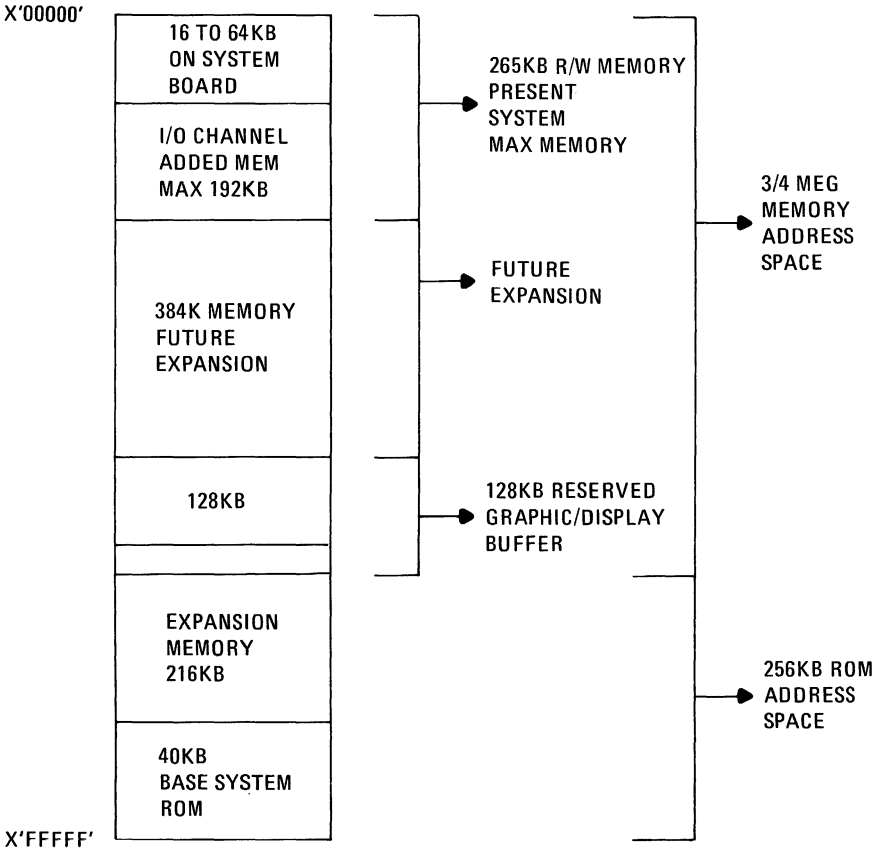 X'00000'
16 TO 64KB
ON SYSTEM
BOARD
I/O CHANNEL
ADDED MEM
MAX 192KB
384K MEMORY
FUTURE
EXPANSION
128KB
EXPANSION
MEMORY
216KB
40KB
BASE SYSTEM
ROM
X'FFFFF'
265KB R/W MEMORY
PRESENT
SYSTEM
MAX MEMORY
FUTURE
EXPANSION
128KB RESERVED
GRAPHIC/DISPLAY
BUFFER
3/4 MEG
MEMORY
ADDRESS
SPACE
256KB ROM
ADDRESS
SPACE